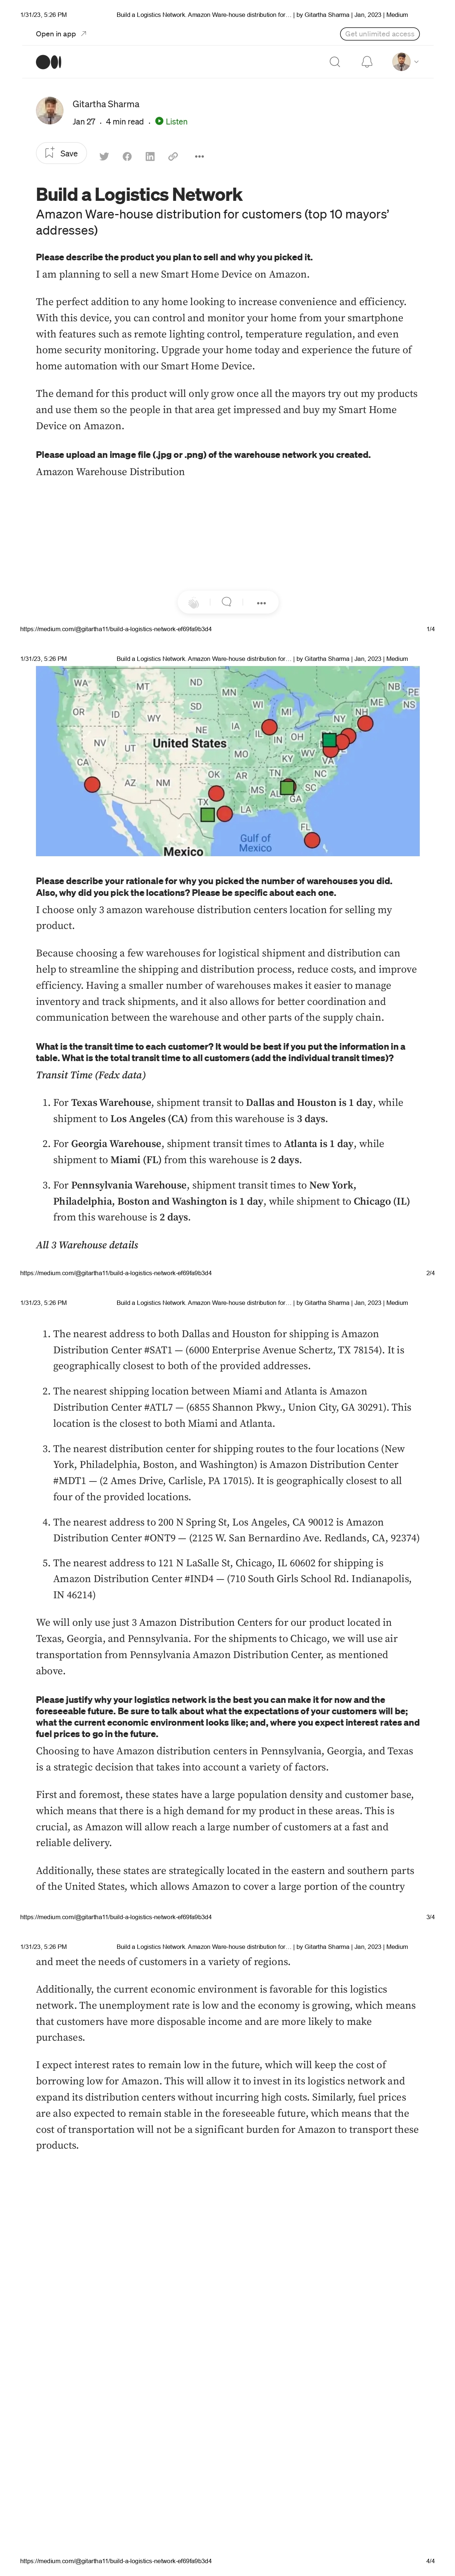 1/31/23, 5:26 PM Build a Logistics Network. Amazon Ware-house distribution for… | by Gitartha Sharma | Jan, 2023 | Medium
Open in app Get unlimited access
Gitartha Sharma
Jan 27 · 4 min read · Listen
Save
Build a Logistics Network
Amazon Ware-house distribution for customers (top 10 mayors’
addresses)
Please describe the product you plan to sell and why you picked it.
I am planning to sell a new Smart Home Device on Amazon.
The perfect addition to any home looking to increase convenience and efficiency.
With this device, you can control and monitor your home from your smartphone
with features such as remote lighting control, temperature regulation, and even
home security monitoring. Upgrade your home today and experience the future of
home automation with our Smart Home Device.
The demand for this product will only grow once all the mayors try out my products
and use them so the people in that area get impressed and buy my Smart Home
Device on Amazon.
Please upload an image file (.jpg or .png) of the warehouse network you created.
Amazon Warehouse Distribution
https://medium.com/@gitartha11/build-a-logistics-network-ef69fa9b3d4 1/4
1/31/23, 5:26 PM Build a Logistics Network. Amazon Ware-house distribution for… | by Gitartha Sharma | Jan, 2023 | Medium
WA MT ND MN NB PE
OR ID WY SD WI MI ME NS
NE IA VT NH
NV UT United States IL IN OH
CA MO VA
AZ NM OK AR TN KY NC
TX LA MS AL GA SC
FL
Gulf of
Mexico
Mexico
Please describe your rationale for why you picked the number of warehouses you did.
Also, why did you pick the locations? Please be specific about each one.
I choose only 3 amazon warehouse distribution centers location for selling my
product.
Because choosing a few warehouses for logistical shipment and distribution can
help to streamline the shipping and distribution process, reduce costs, and improve
efficiency. Having a smaller number of warehouses makes it easier to manage
inventory and track shipments, and it also allows for better coordination and
communication between the warehouse and other parts of the supply chain.
What is the transit time to each customer? It would be best if you put the information in a
table. What is the total transit time to all customers (add the individual transit times)?
Transit Time (Fedx data)
1. For Texas Warehouse, shipment transit to Dallas and Houston is 1 day, while
shipment to Los Angeles (CA) from this warehouse is 3 days.
2. For Georgia Warehouse, shipment transit times to Atlanta is 1 day, while
shipment to Miami (FL) from this warehouse is 2 days.
3. For Pennsylvania Warehouse, shipment transit times to New York,
Philadelphia, Boston and Washington is 1 day, while shipment to Chicago (IL)
from this warehouse is 2 days.
All 3 Warehouse details
https://medium.com/@gitartha11/build-a-logistics-network-ef69fa9b3d4 2/4
1/31/23, 5:26 PM Build a Logistics Network. Amazon Ware-house distribution for… | by Gitartha Sharma | Jan, 2023 | Medium
1. The nearest address to both Dallas and Houston for shipping is Amazon
Distribution Center #SAT1 — (6000 Enterprise Avenue Schertz, TX 78154). It is
geographically closest to both of the provided addresses.
2. The nearest shipping location between Miami and Atlanta is Amazon
Distribution Center #ATL7 — (6855 Shannon Pkwy., Union City, GA 30291). This
location is the closest to both Miami and Atlanta.
3. The nearest distribution center for shipping routes to the four locations (New
York, Philadelphia, Boston, and Washington) is Amazon Distribution Center
#MDT1 — (2 Ames Drive, Carlisle, PA 17015). It is geographically closest to all
four of the provided locations.
4. The nearest address to 200 N Spring St, Los Angeles, CA 90012 is Amazon
Distribution Center #ONT9 — (2125 W. San Bernardino Ave. Redlands, CA, 92374)
5. The nearest address to 121 N LaSalle St, Chicago, IL 60602 for shipping is
Amazon Distribution Center #IND4 — (710 South Girls School Rd. Indianapolis,
IN 46214)
We will only use just 3 Amazon Distribution Centers for our product located in
Texas, Georgia, and Pennsylvania. For the shipments to Chicago, we will use air
transportation from Pennsylvania Amazon Distribution Center, as mentioned
above.
Please justify why your logistics network is the best you can make it for now and the
foreseeable future. Be sure to talk about what the expectations of your customers will be;
what the current economic environment looks like; and, where you expect interest rates and
fuel prices to go in the future.
Choosing to have Amazon distribution centers in Pennsylvania, Georgia, and Texas
is a strategic decision that takes into account a variety of factors.
First and foremost, these states have a large population density and customer base,
which means that there is a high demand for my product in these areas. This is
crucial, as Amazon will allow reach a large number of customers at a fast and
reliable delivery.
Additionally, these states are strategically located in the eastern and southern parts
of the United States, which allows Amazon to cover a large portion of the country
https://medium.com/@gitartha11/build-a-logistics-network-ef69fa9b3d4 3/4
1/31/23, 5:26 PM Build a Logistics Network. Amazon Ware-house distribution for… | by Gitartha Sharma | Jan, 2023 | Medium
and meet the needs of customers in a variety of regions.
Additionally, the current economic environment is favorable for this logistics
network. The unemployment rate is low and the economy is growing, which means
that customers have more disposable income and are more likely to make
purchases.
I expect interest rates to remain low in the future, which will keep the cost of
borrowing low for Amazon. This will allow it to invest in its logistics network and
expand its distribution centers without incurring high costs. Similarly, fuel prices
are also expected to remain stable in the foreseeable future, which means that the
cost of transportation will not be a significant burden for Amazon to transport these
products.
https://medium.com/@gitartha11/build-a-logistics-network-ef69fa9b3d4 4/4